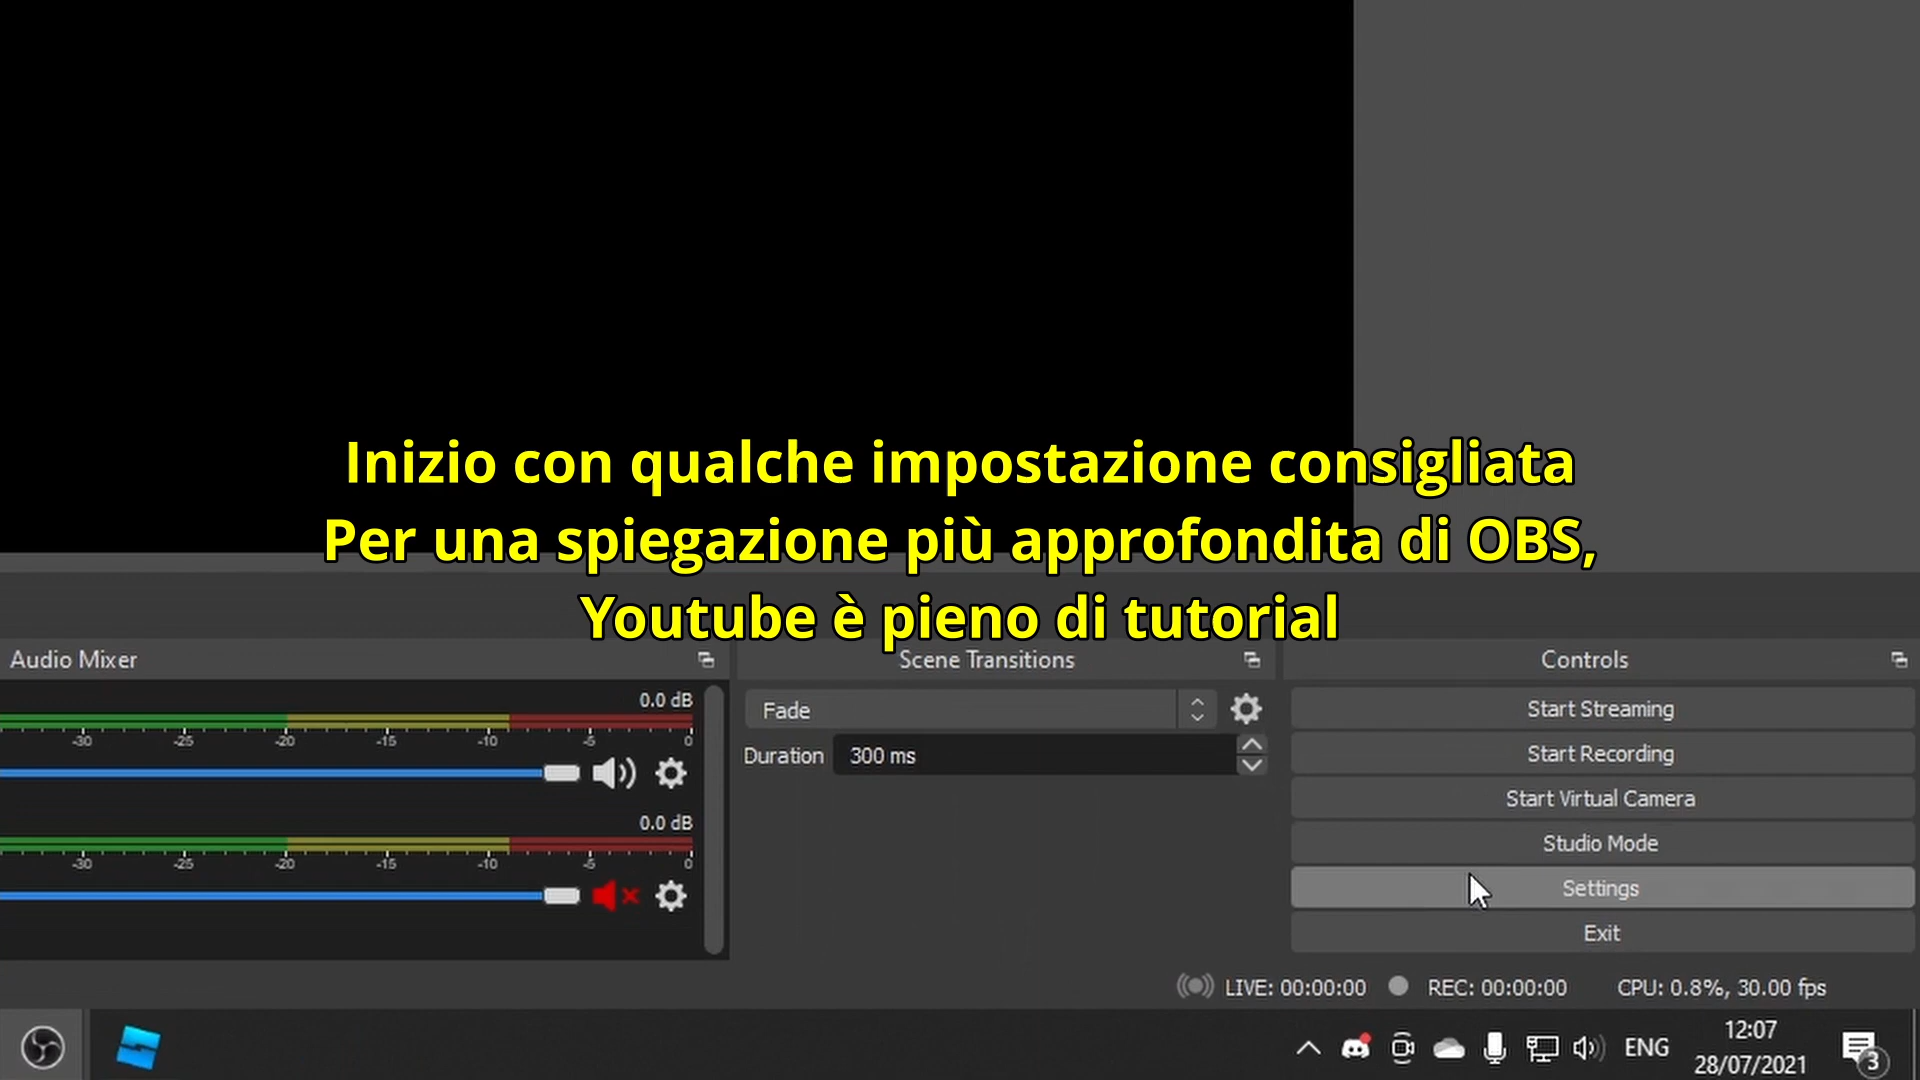 Inizio con qualche impostazione consigliata
Per una spiegazione più approfondita di OBS,
Youtube è pieno di tutorial
Audio Mixer
0.0 dB
-30 -25 -20 -15 -10 -5 0
0.0 dB
-30 -25 -20 -15 -10 -5 0
Scene Transitions
Fade
Duration 300 ms
Controls
Start Streaming
Start Recording
Start Virtual Camera
Studio Mode
Settings
Exit
LIVE: 00:00:00 REC: 00:00:00 CPU: 0.8%, 30.00 fps
ENG
12:07
28/07/2021
3